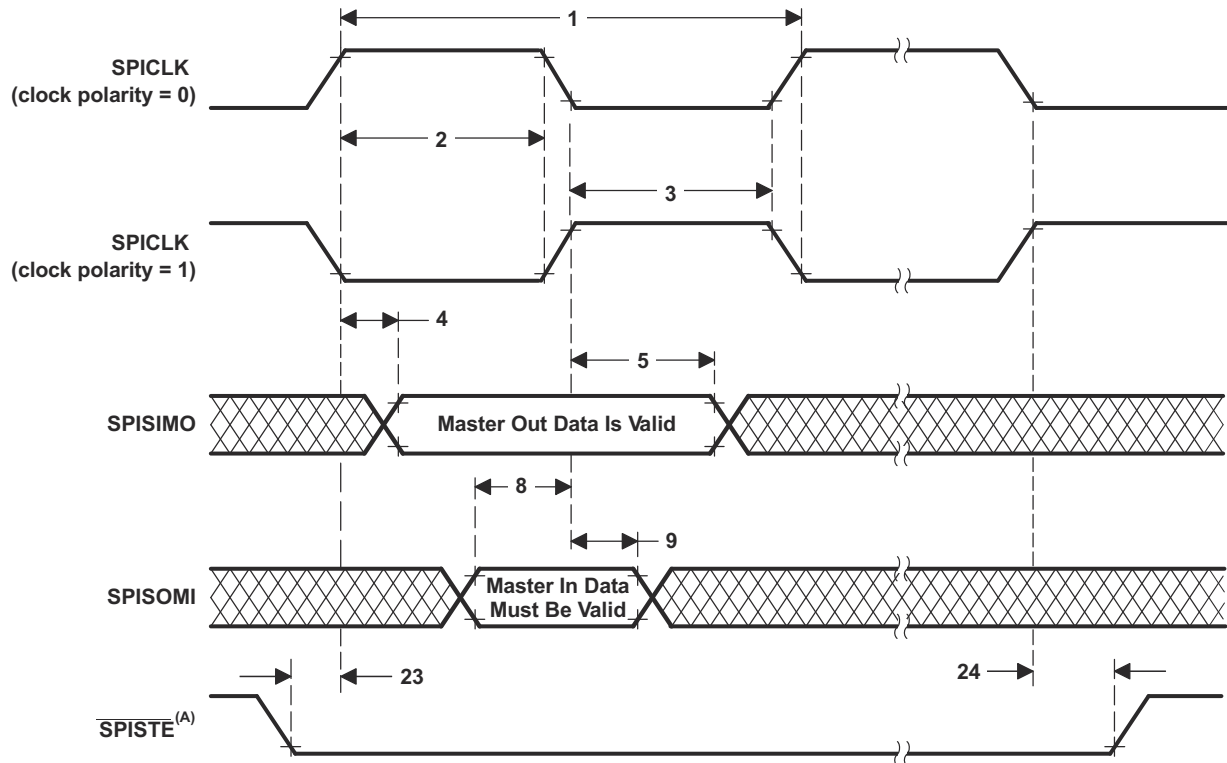 1
SPICLK
(clock polarity = 0)
2
3
SPICLK
(clock polarity = 1)
4
5
SPISIMO
Master Out Data Is Valid
8
9
SPISOMI
Master In Data
Must Be Valid
23
24
SPISTE(A)